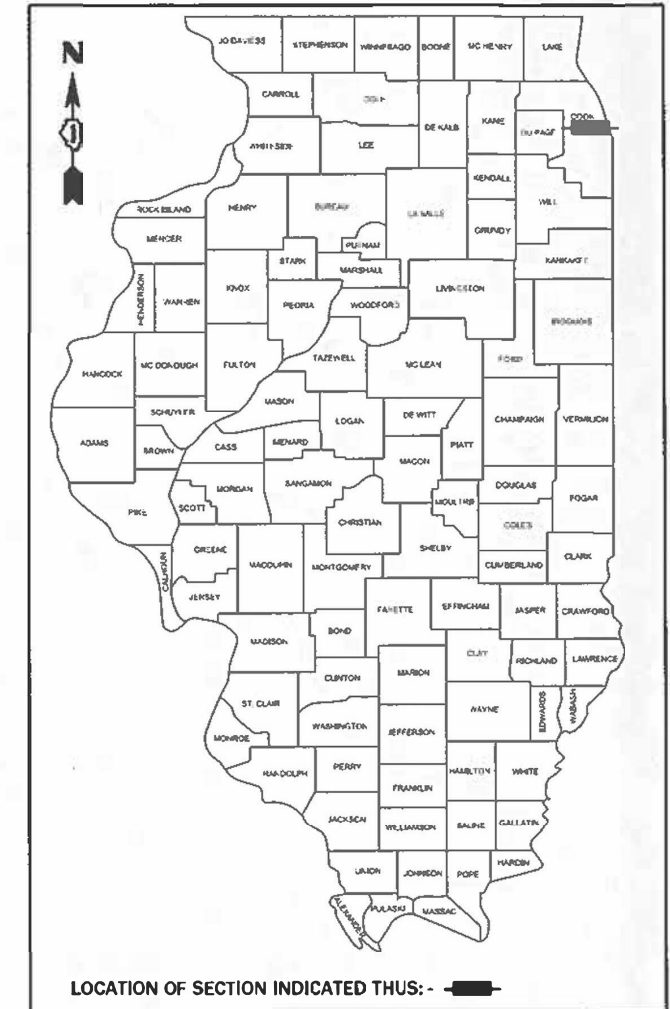 JO DAVIESS STEPHENSON WINNEBAGO BOONE MC HENRY LAKE
N
CARROLL OGLE
COOK
DE KALB KANE DU PAGE
WHITESIDE LEE
KENDALL
WILL
ROCK ISLAND HENRY BUREAU LA SALLE
GRUNDY
MERCER PUTNAM
STARK MARSHALL KANKAKEE
HENDERSON WARREN KNOX PEORIA WOODFORD LIVINGSTON
IROQUOIS
FORD
HANCOCK MC DONOUGH FULTON TAZEWELL MC LEAN
MASON
SCHUYLER LOGAN DE WITT CHAMPAIGN VERMILION
ADAMS BROWN CASS MENARD PIATT
MACON
SANGAMON DOUGLAS
PIKE SCOTT MORGAN MOULTRIE EDGAR
CHRISTIAN COLES
GREENE SHELBY
CALHOUN MACOUPIN MONTGOMERY CUMBERLAND CLARK
JERSEY FAYETTE EFFINGHAM JASPER CRAWFORD
MADISON BOND
CLAY RICHLAND LAWRENCE
CLINTON MARION
ST. CLAIR WAYNE EDWARDS WABASH
WASHINGTON JEFFERSON
MONROE
RANDOLPH PERRY HAMILTON WHITE
FRANKLIN
JACKSON WILLIAMSON SALINE GALLATIN
UNION JOHNSON POPE HARDIN
ALEXANDER PULASKI MASSAC
LOCATION OF SECTION INDICATED THUS: -